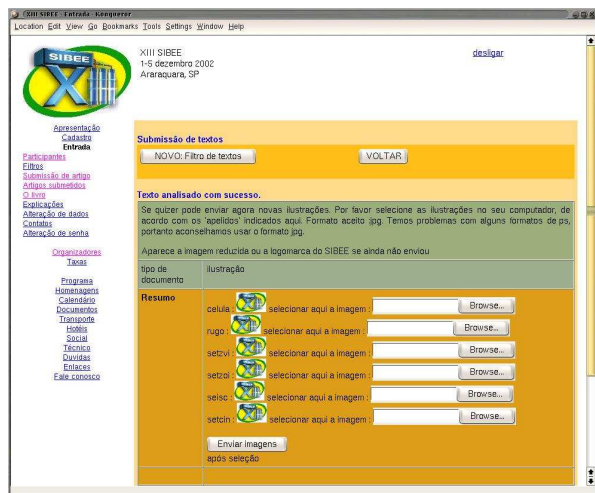 XIII SIBEE - Entrada - Konqueror
Location Edit View Go Bookmarks Tools Settings Window Help
SIBEE
XIII
XIII SIBEE
1-5 dezembro 2002
Araraquara, SP
desligar
Apresentação
Cadastro
Entrada
Participantes
Filtros
Submissão de artigo
Artigos submetidos
O livro
Explicações
Alteração de dados
Contatos
Alteração de senha
Organizadores
Taxas
Programa
Homenagens
Calendário
Documentos
Transporte
Hotéis
Social
Técnico
Duvidas
Enlaces
Fale conosco
Submissão de textos
NOVO: Filtro de textos
VOLTAR
Texto analisado com sucesso.
Se quizer pode enviar agora novas ilustrações. Por favor selecione as ilustrações no seu computador, de
acordo com os 'apelidos' indicados aqui. Formato aceito :jpg. Temos problemas com alguns formatos de ps,
portanto aconselhamos usar o formato jpg.
Aparece a imagem reduzida ou a logomarca do SIBEE se ainda não enviou
tipo de
documento
ilustração
Resumo
celula : selecionar aqui a imagem : Browse...
rugo : selecionar aqui a imagem : Browse...
setzvi : selecionar aqui a imagem : Browse...
setzoi : selecionar aqui a imagem : Browse...
seisc : selecionar aqui a imagem : Browse...
setcin : selecionar aqui a imagem : Browse...
Enviar imagens
após seleção